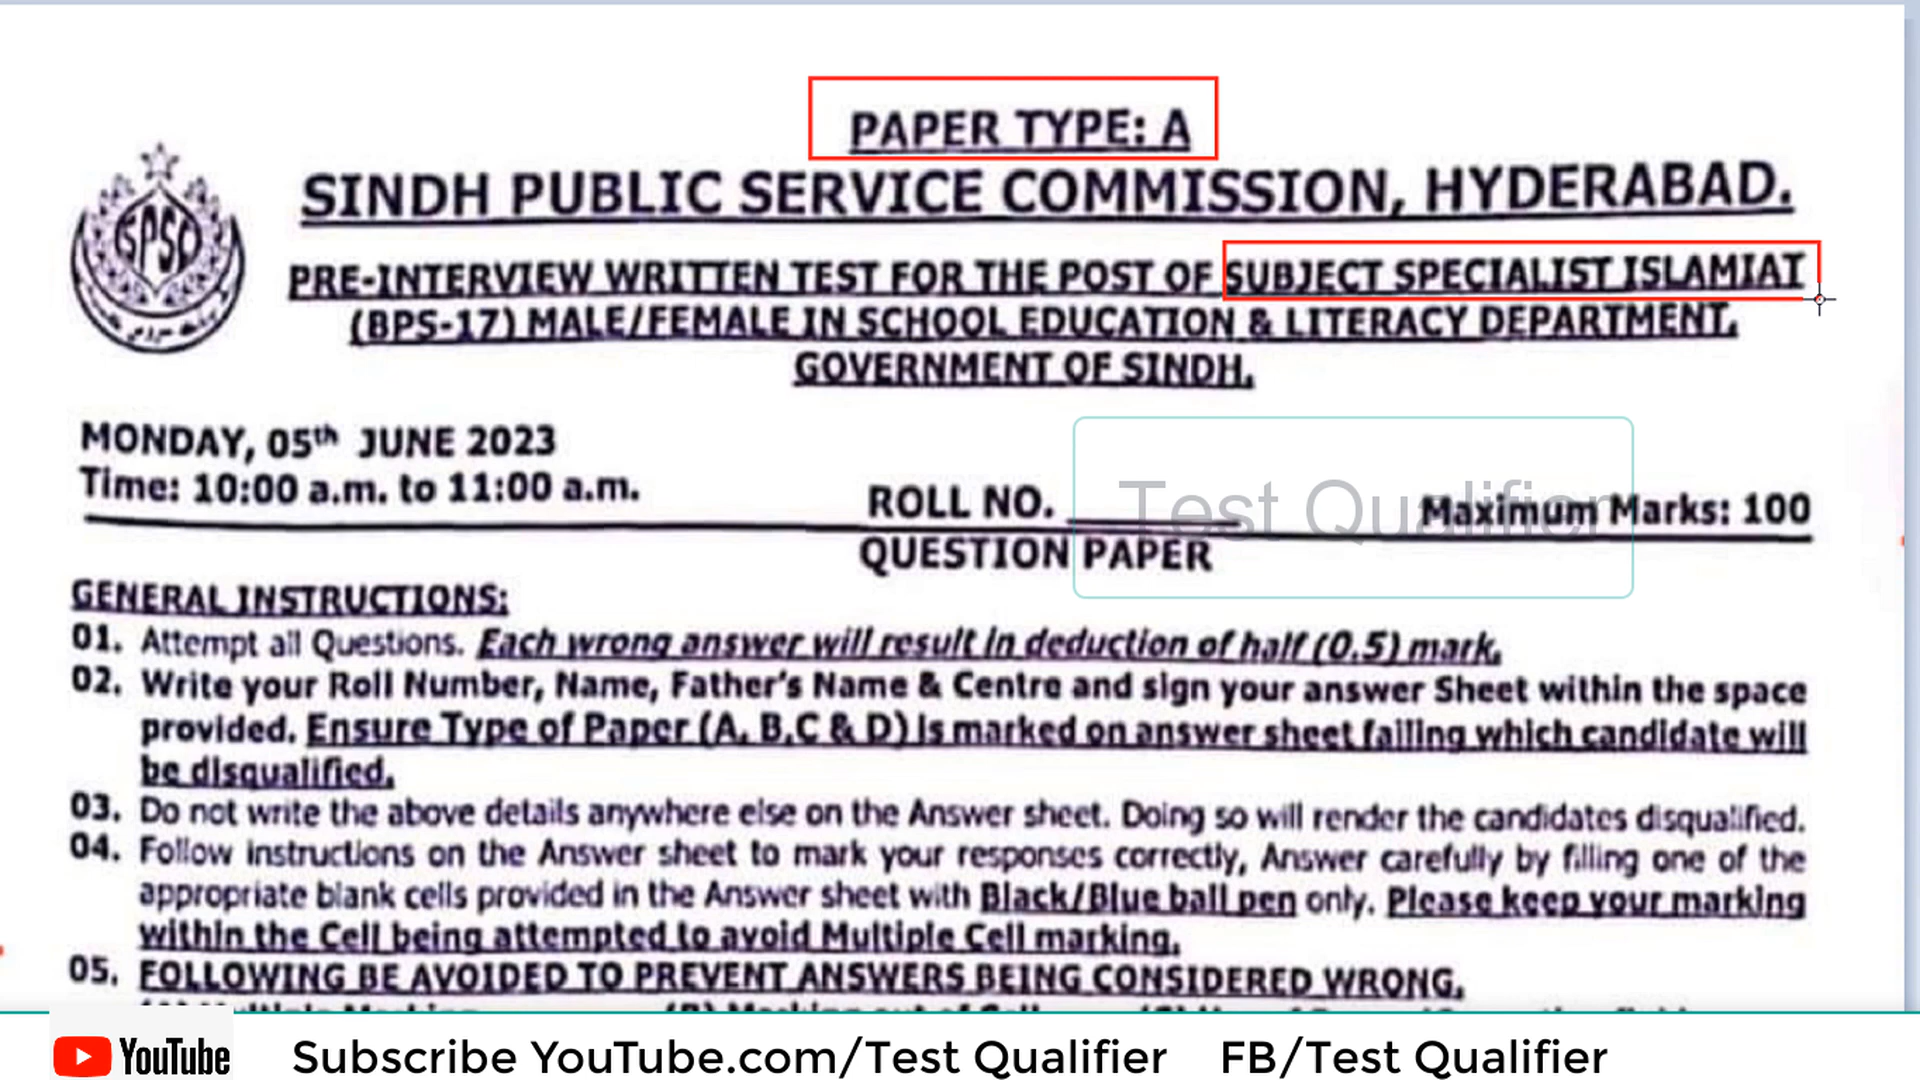 PAPER TYPE: A
SINDH PUBLIC SERVICE COMMISSION, HYDERABAD.
SPSC
PRE-INTERVIEW WRITTEN TEST FOR THE POST OF SUBJECT SPECIALIST ISLAMIAT
(BPS-17) MALE/FEMALE IN SCHOOL EDUCATION & LITERACY DEPARTMENT.
GOVERNMENT OF SINDH.
MONDAY, 05th JUNE 2023
Time: 10:00 a.m. to 11:00 a.m.
ROLL NO. ________ Maximum Marks: 100
Test Qualifier
QUESTION PAPER
GENERAL INSTRUCTIONS:
01. Attempt all Questions. Each wrong answer will result in deduction of half (0.5) mark.
02. Write your Roll Number, Name, Father's Name & Centre and sign your answer Sheet within the space
provided. Ensure Type of Paper (A, B,C & D) is marked on answer sheet failing which candidate will
be disqualified.
03. Do not write the above details anywhere else on the Answer sheet. Doing so will render the candidates disqualified.
04. Follow instructions on the Answer sheet to mark your responses correctly, Answer carefully by filling one of the
appropriate blank cells provided in the Answer sheet with Black/Blue ball pen only. Please keep your marking
within the Cell being attempted to avoid Multiple Cell marking.
05. FOLLOWING BE AVOIDED TO PREVENT ANSWERS BEING CONSIDERED WRONG.
YouTube Subscribe YouTube.com/Test Qualifier FB/Test Qualifier